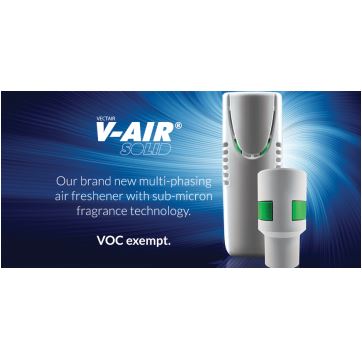 VECTAIR
V-AIR®
SOLID
Our brand new multi-phasing
air freshener with sub-micron
fragrance technology.
VOC exempt.